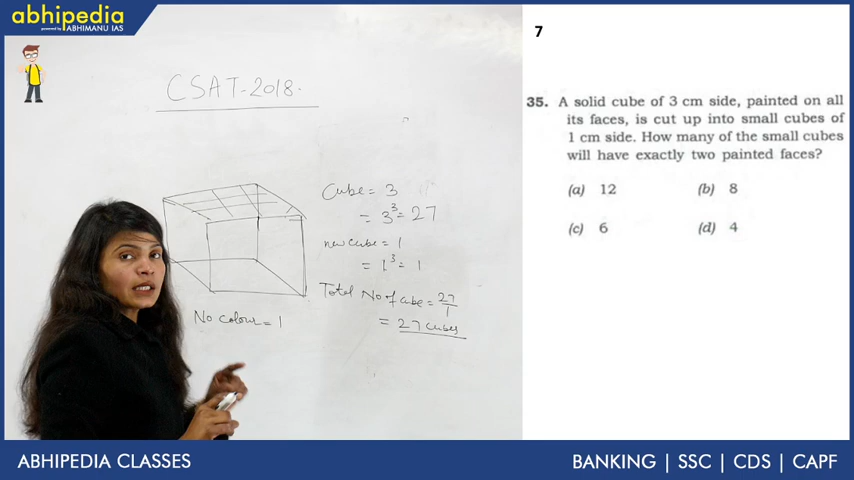 abhipedia
powered by ABHIMANU IAS
CSAT-2018.
Cube = 3
= 3³ = 27
new cube = 1
= 1³ = 1
Total No of cube = 27/1
= 27 cubes
No colour = 1
7
35. A solid cube of 3 cm side, painted on all
its faces, is cut up into small cubes of
1 cm side. How many of the small cubes
will have exactly two painted faces?
(a) 12 (b) 8
(c) 6 (d) 4
ABHIPEDIA CLASSES
BANKING | SSC | CDS | CAPF